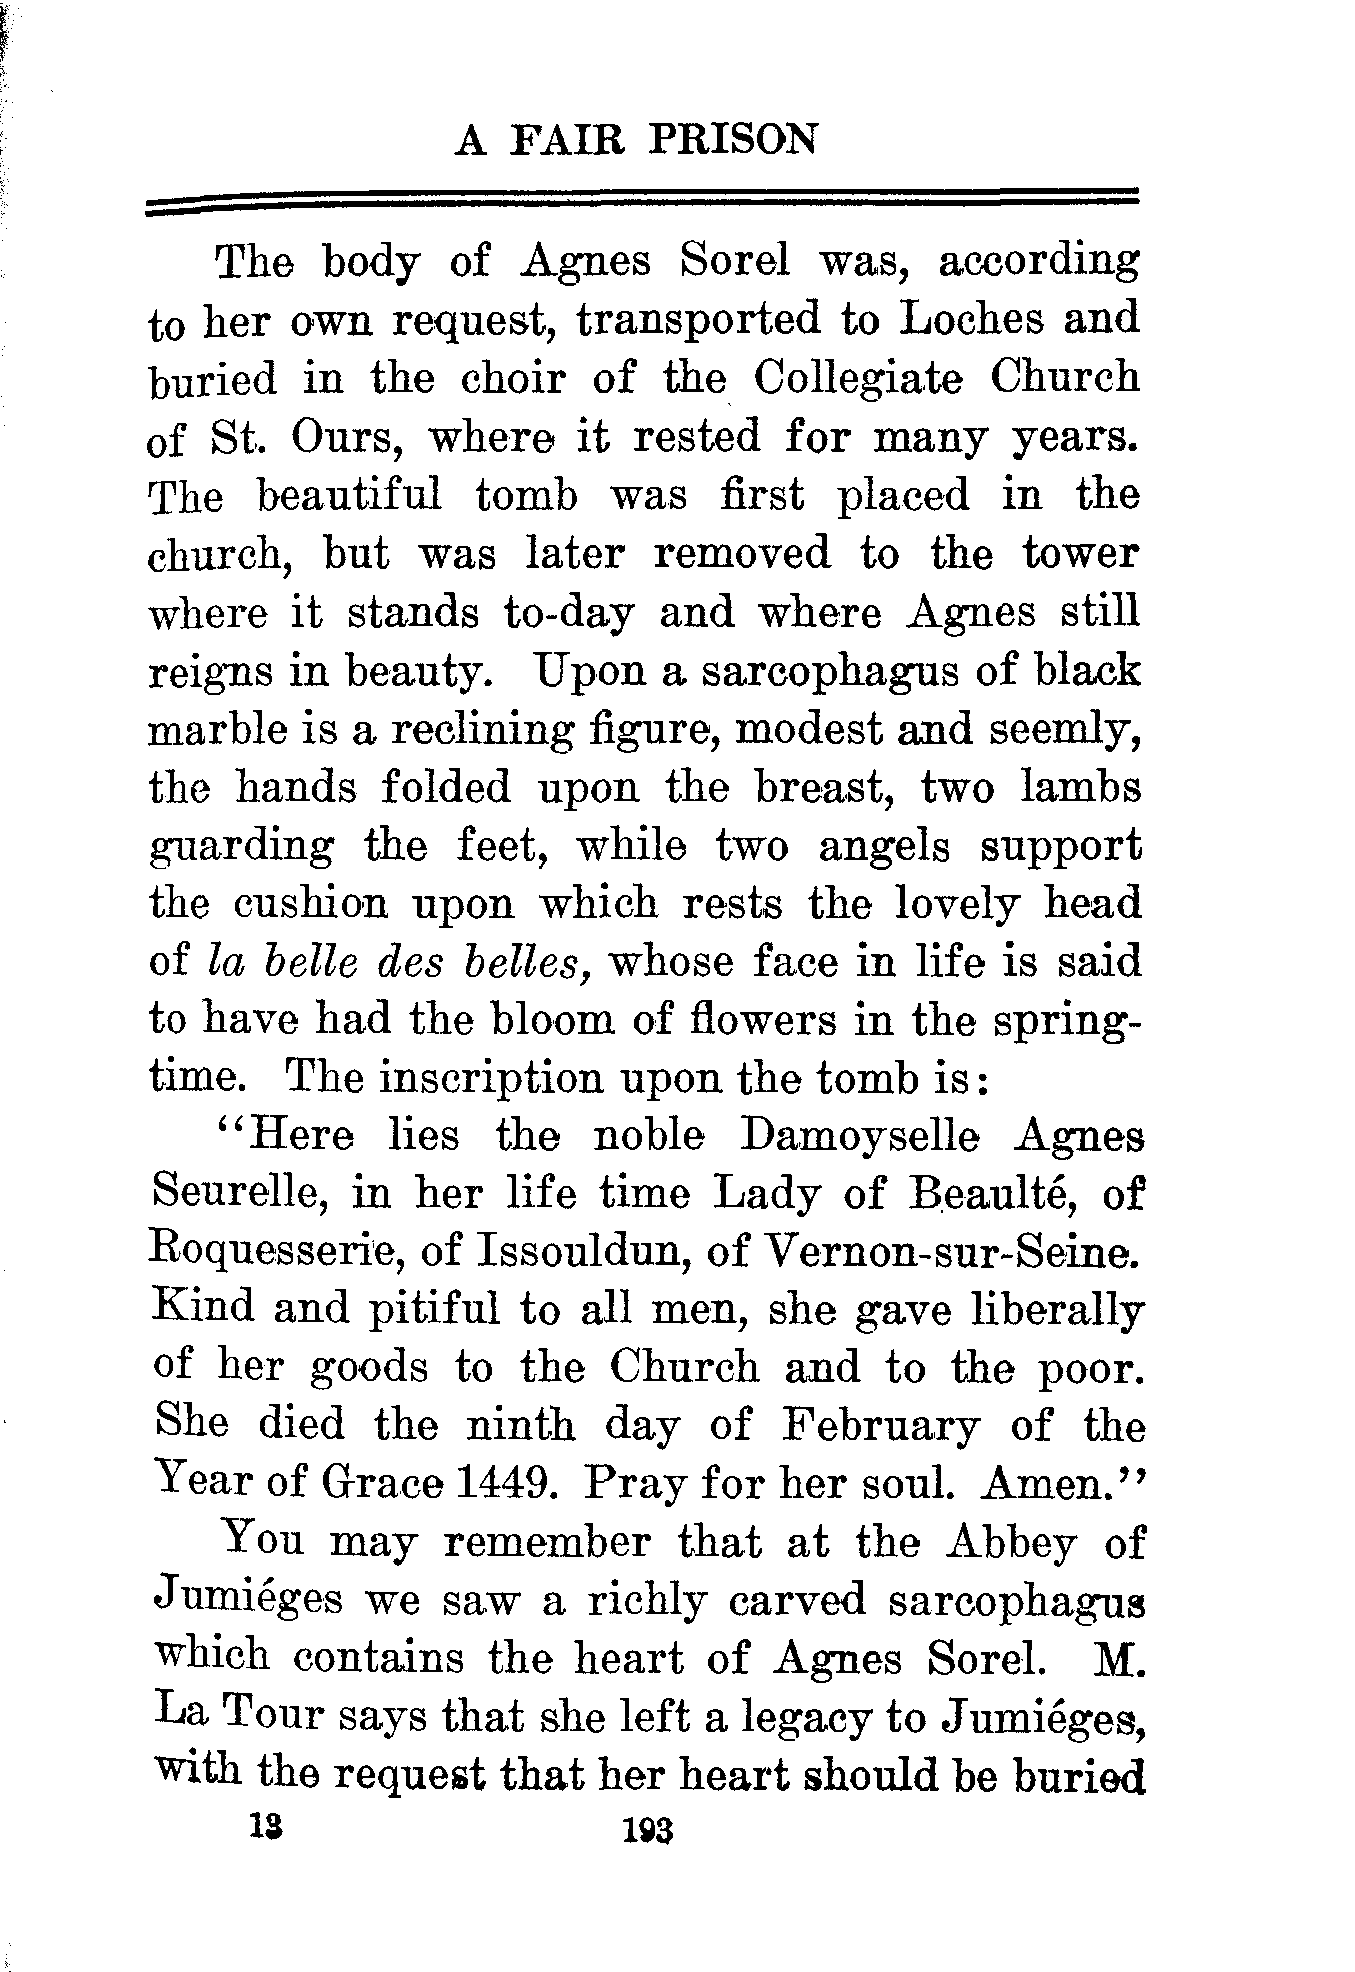 A FAIR PRISON
The body of Agnes Sorel was, according
to her own request, transported to Loches and
buried in the choir of the Collegiate Church
of St. Ours, where it rested for many years.
The beautiful tomb was first placed in the
church, but was later removed to the tower
where it stands to-day and where Agnes still
reigns in beauty. Upon a sarcophagus of black
marble is a reclining figure, modest and seemly,
the hands folded upon the breast, two lambs
guarding the feet, while two angels support
the cushion upon which rests the lovely head
of la belle des belles, whose face in life is said
to have had the bloom of flowers in the spring-
time. The inscription upon the tomb is:
“Here lies the noble Damoyselle Agnes
Seurelle, in her life time Lady of Beaulté, of
Roquesserie, of Issouldun, of Vernon-sur-Seine.
Kind and pitiful to all men, she gave liberally
of her goods to the Church and to the poor.
She died the ninth day of February of the
Year of Grace 1449. Pray for her soul. Amen.”
You may remember that at the Abbey of
Jumiéges we saw a richly carved sarcophagus
which contains the heart of Agnes Sorel. M.
La Tour says that she left a legacy to Jumiéges,
with the request that her heart should be buried
13 193